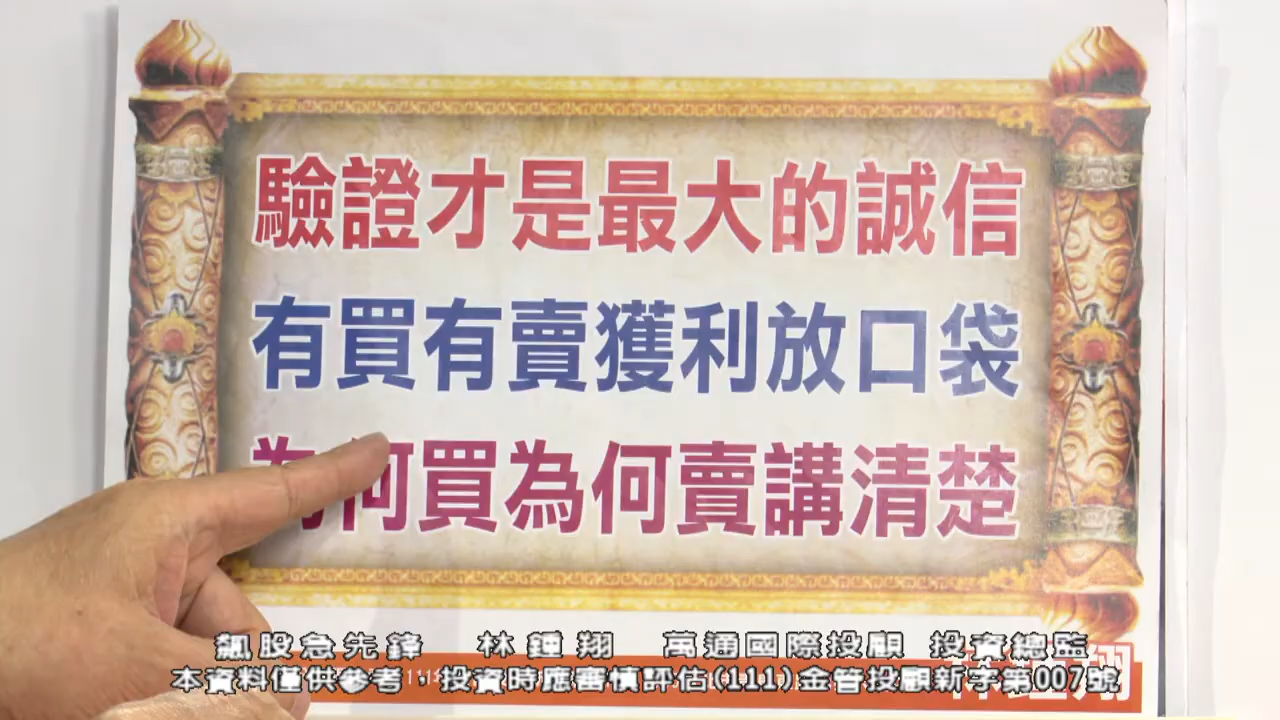 驗證才是最大的誠信
有買有賣獲利放口袋
為何買為何賣講清楚
飆股急先鋒 林鍾翔 萬通國際投顧 投資總監
本資料僅供參考，投資時應審慎評估(111)金管投顧新字第007號